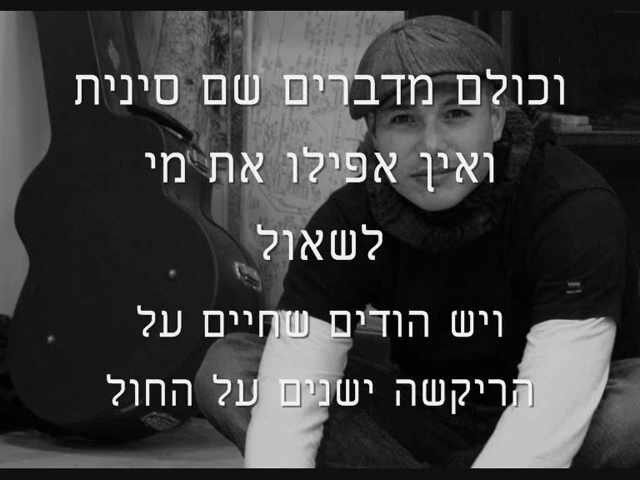 וכולם מדברים שם סינית
ואין אפילו את מי
לשאול
ויש הודים שחיים על
הריקשה ישנים על החול